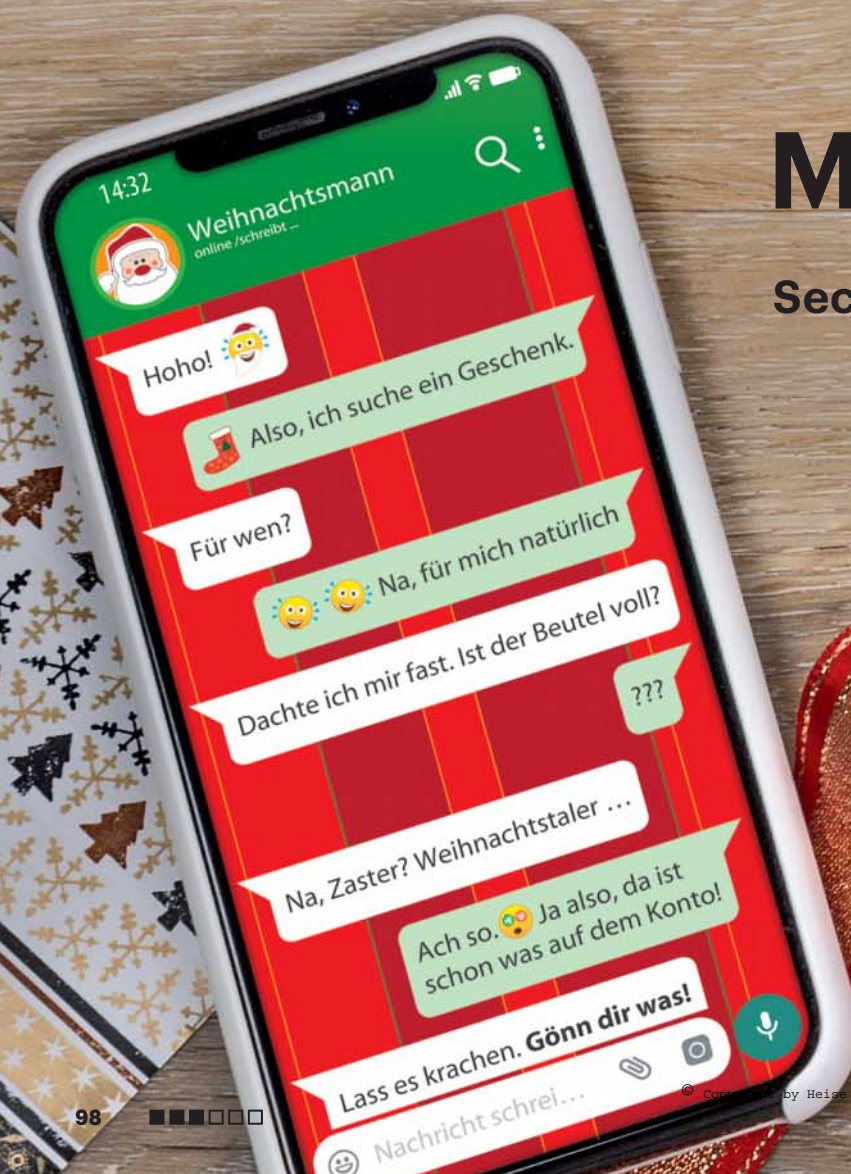 14:32
Weihnachtsmann
online /schreibt ...
Hoho!
Also, ich suche ein Geschenk.
Für wen?
Na, für mich natürlich
Dachte ich mir fast. Ist der Beutel voll?
???
Na, Zaster? Weihnachtstaler …
Ach so. Ja also, da ist
schon was auf dem Konto!
Lass es krachen. Gönn dir was!
Nachricht schrei…
M
Sec
98
© by Heise